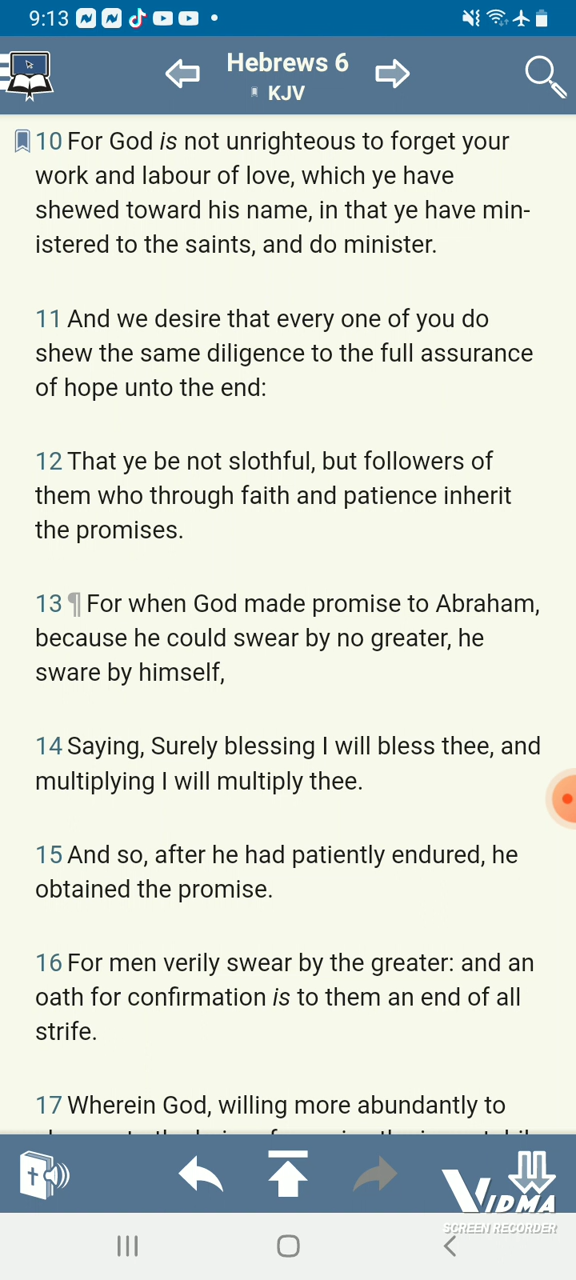 9:13
Hebrews 6
KJV
10 For God is not unrighteous to forget your
work and labour of love, which ye have
shewed toward his name, in that ye have min-
istered to the saints, and do minister.
11 And we desire that every one of you do
shew the same diligence to the full assurance
of hope unto the end:
12 That ye be not slothful, but followers of
them who through faith and patience inherit
the promises.
13 ¶ For when God made promise to Abraham,
because he could swear by no greater, he
sware by himself,
14 Saying, Surely blessing I will bless thee, and
multiplying I will multiply thee.
15 And so, after he had patiently endured, he
obtained the promise.
16 For men verily swear by the greater: and an
oath for confirmation is to them an end of all
strife.
17 Wherein God, willing more abundantly to
VIDMA
SCREEN RECORDER